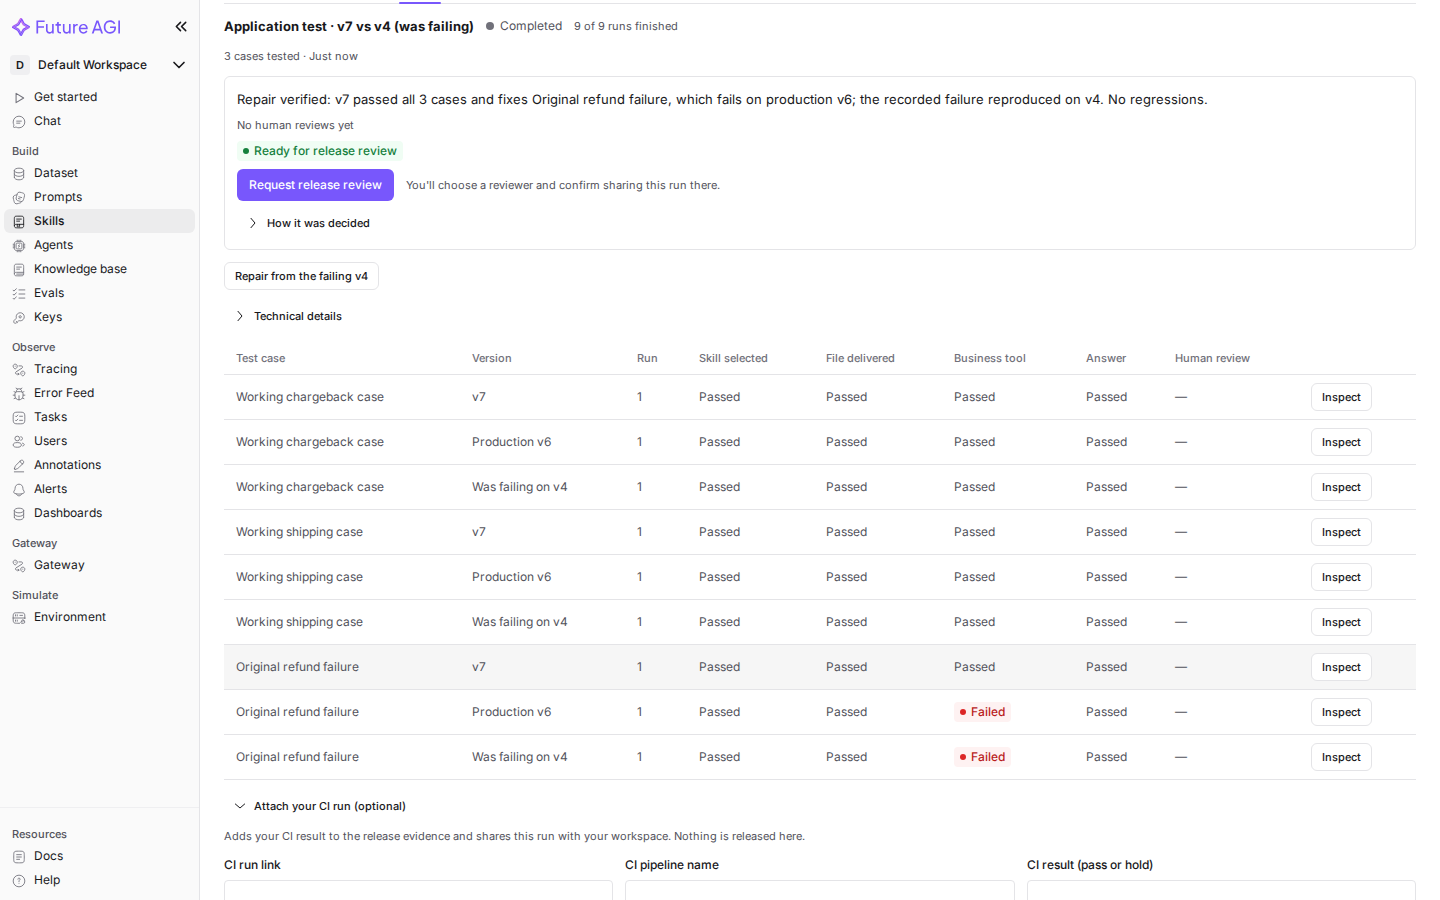 Future AGI
D Default Workspace
Get started
Chat
Build
Dataset
Prompts
Skills
Agents
Knowledge base
Evals
Keys
Observe
Tracing
Error Feed
Tasks
Users
Annotations
Alerts
Dashboards
Gateway
Gateway
Simulate
Environment
Resources
Docs
Help
Application test · v7 vs v4 (was failing) Completed 9 of 9 runs finished
3 cases tested · Just now
Repair verified: v7 passed all 3 cases and fixes Original refund failure, which fails on production v6; the recorded failure reproduced on v4. No regressions.
No human reviews yet
Ready for release review
Request release review You'll choose a reviewer and confirm sharing this run there.
How it was decided
Repair from the failing v4
Technical details
Test case Version Run Skill selected File delivered Business tool Answer Human review
Working chargeback case v7 1 Passed Passed Passed Passed — Inspect
Working chargeback case Production v6 1 Passed Passed Passed Passed — Inspect
Working chargeback case Was failing on v4 1 Passed Passed Passed Passed — Inspect
Working shipping case v7 1 Passed Passed Passed Passed — Inspect
Working shipping case Production v6 1 Passed Passed Passed Passed — Inspect
Working shipping case Was failing on v4 1 Passed Passed Passed Passed — Inspect
Original refund failure v7 1 Passed Passed Passed Passed — Inspect
Original refund failure Production v6 1 Passed Passed Failed Passed — Inspect
Original refund failure Was failing on v4 1 Passed Passed Failed Passed — Inspect
Attach your CI run (optional)
Adds your CI result to the release evidence and shares this run with your workspace. Nothing is released here.
CI run link CI pipeline name CI result (pass or hold)